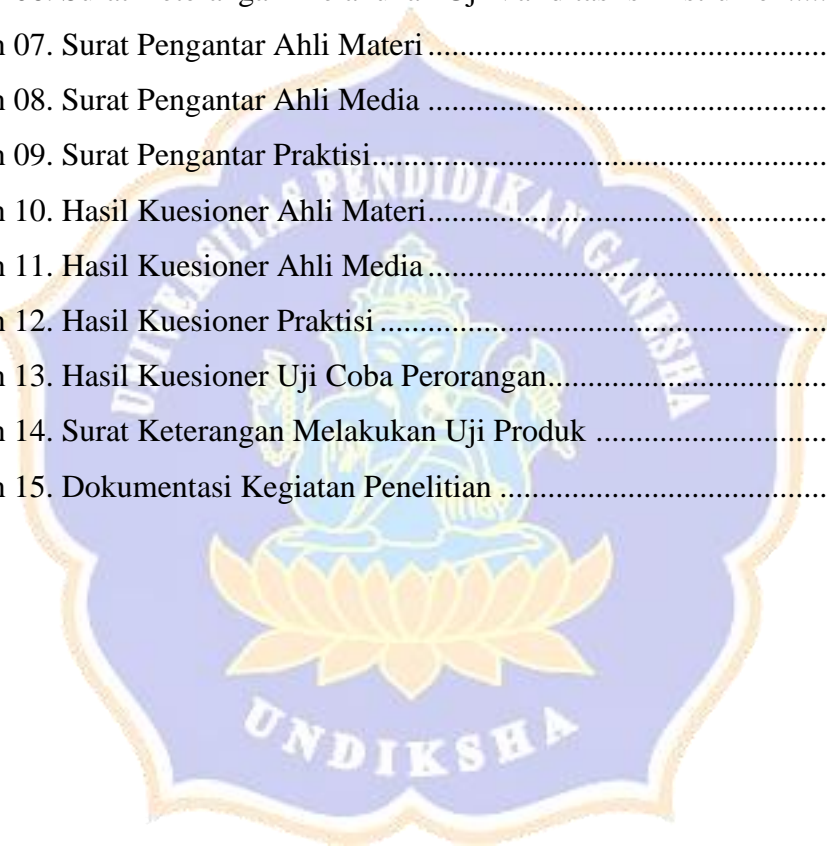 07. Surat Pengantar Ahli Materi ..................................................
08. Surat Pengantar Ahli Media ..................................................
09. Surat Pengantar Praktisi..................................................
10. Hasil Kuesioner Ahli Materi..................................................
11. Hasil Kuesioner Ahli Media ..................................................
12. Hasil Kuesioner Praktisi ..................................................
13. Hasil Kuesioner Uji Coba Perorangan..................................
14. Surat Keterangan Melakukan Uji Produk ............................
15. Dokumentasi Kegiatan Penelitian ........................................
UNIVERSITAS PENDIDIKAN GANESHA
UNDIKSHA